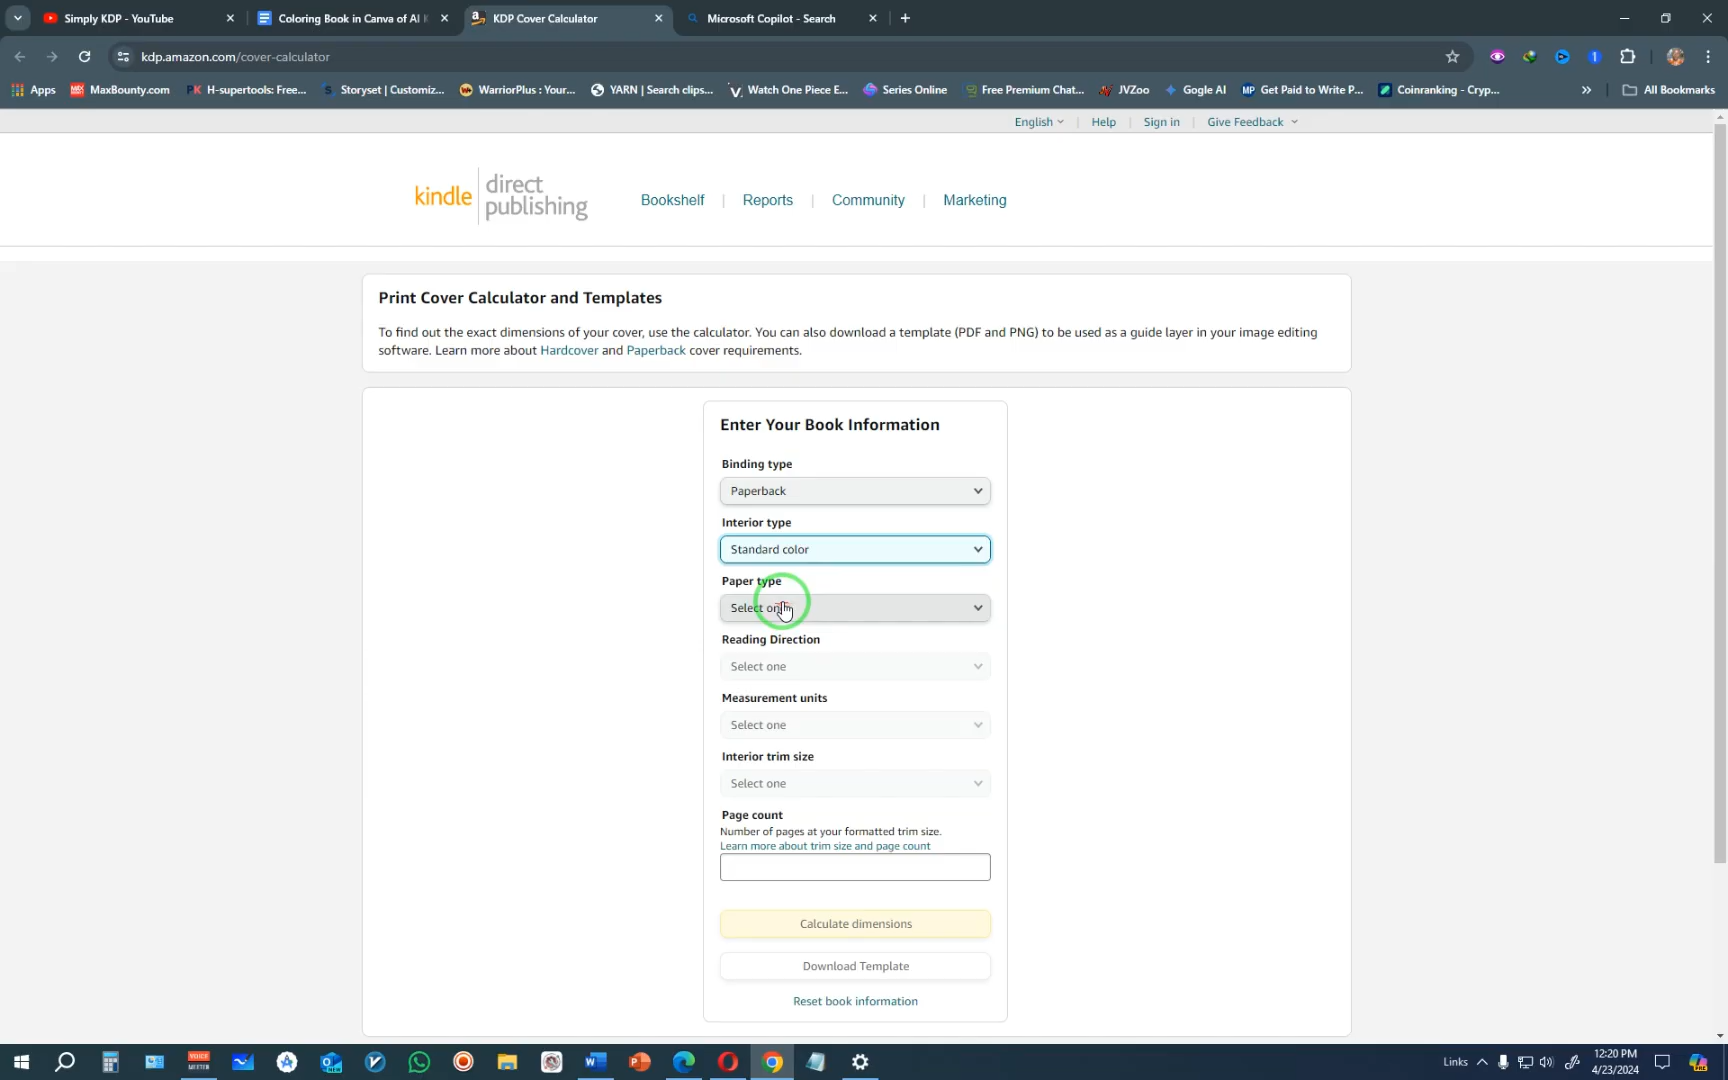 Simply KDP - YouTube
Coloring Book in Canva of AI K
KDP Cover Calculator
Microsoft Copilot - Search
kdp.amazon.com/cover-calculator
Apps
MaxBounty.com
H-supertools: Free...
Storyset | Customiz...
WarriorPlus : Your...
YARN | Search clips...
Watch One Piece E...
Series Online
Free Premium Chat...
JVZoo
Gogle AI
Get Paid to Write P...
Coinranking - Cryp...
All Bookmarks
English
Help
Sign in
Give Feedback
kindle direct publishing
Bookshelf
Reports
Community
Marketing
Print Cover Calculator and Templates
To find out the exact dimensions of your cover, use the calculator. You can also download a template (PDF and PNG) to be used as a guide layer in your image editing
software. Learn more about Hardcover and Paperback cover requirements.
Enter Your Book Information
Binding type
Paperback
Interior type
Standard color
Paper type
Select one
Reading Direction
Select one
Measurement units
Select one
Interior trim size
Select one
Page count
Number of pages at your formatted trim size.
Learn more about trim size and page count
Calculate dimensions
Download Template
Reset book information
Links
12:20 PM
4/23/2024